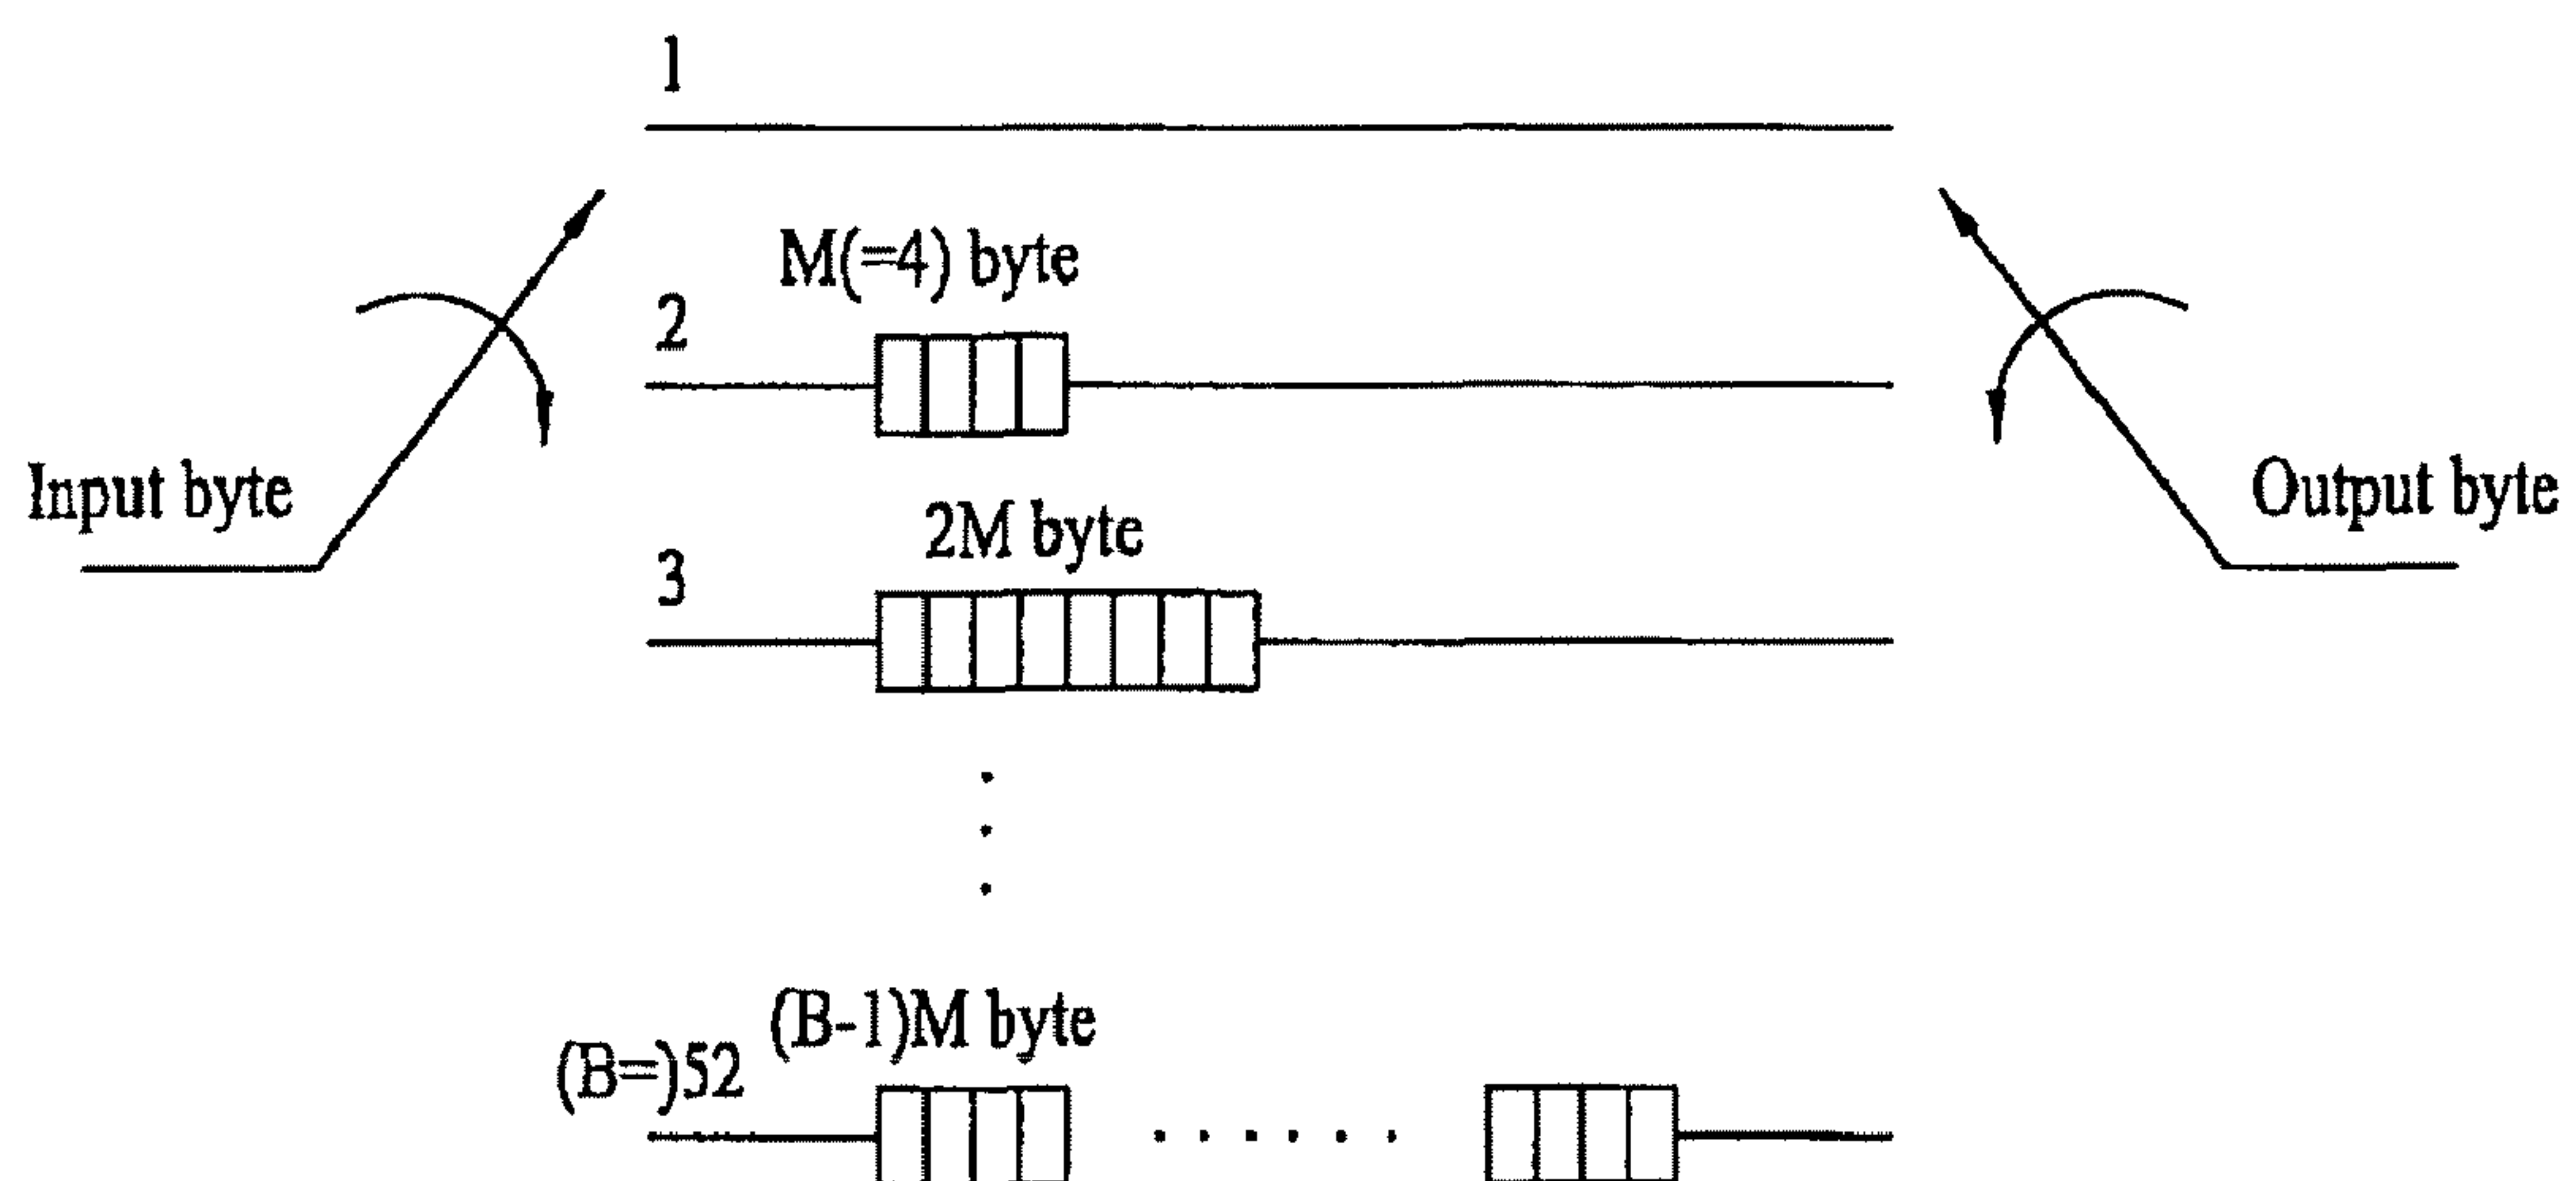 1
M(=4) byte
2
Input byte
Output byte
2M byte
3
(B-1)M byte
(B=)52